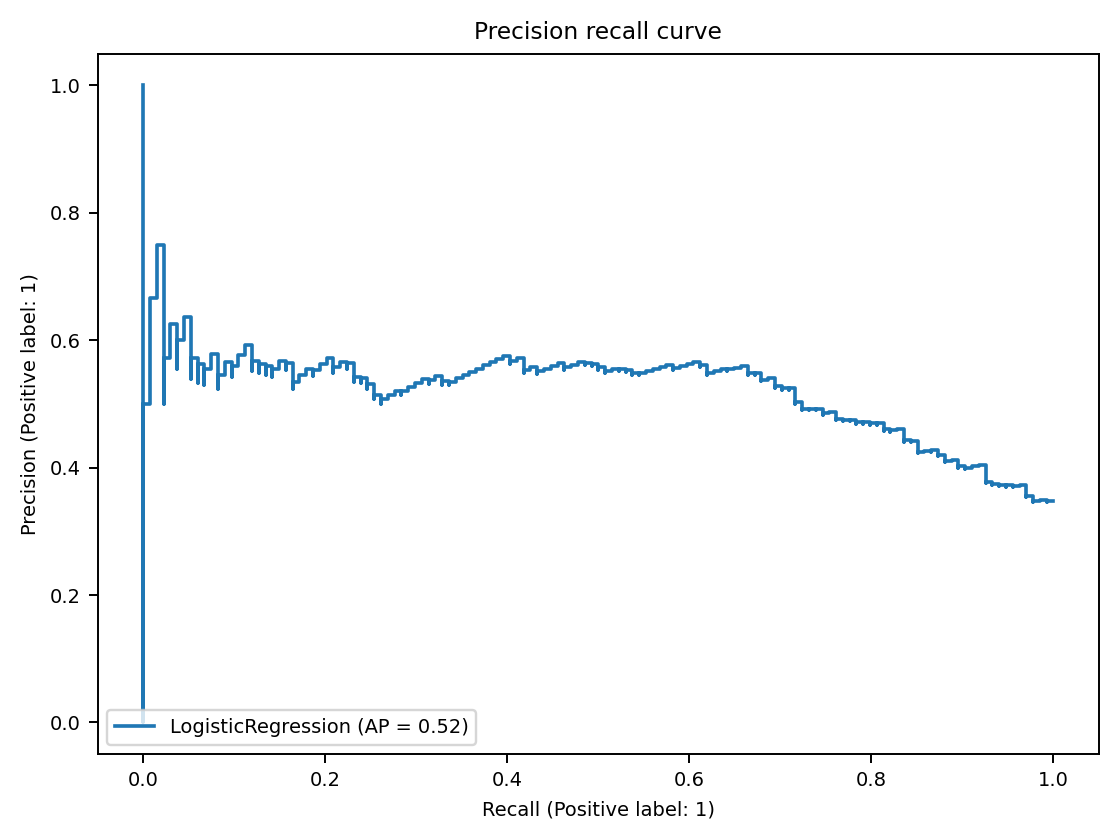 Precision recall curve
1.0
0.8
0.6
0.4
0.2
0.0
Precision (Positive label: 1)
LogisticRegression (AP = 0.52)
0.0 0.2 0.4 0.6 0.8 1.0
Recall (Positive label: 1)